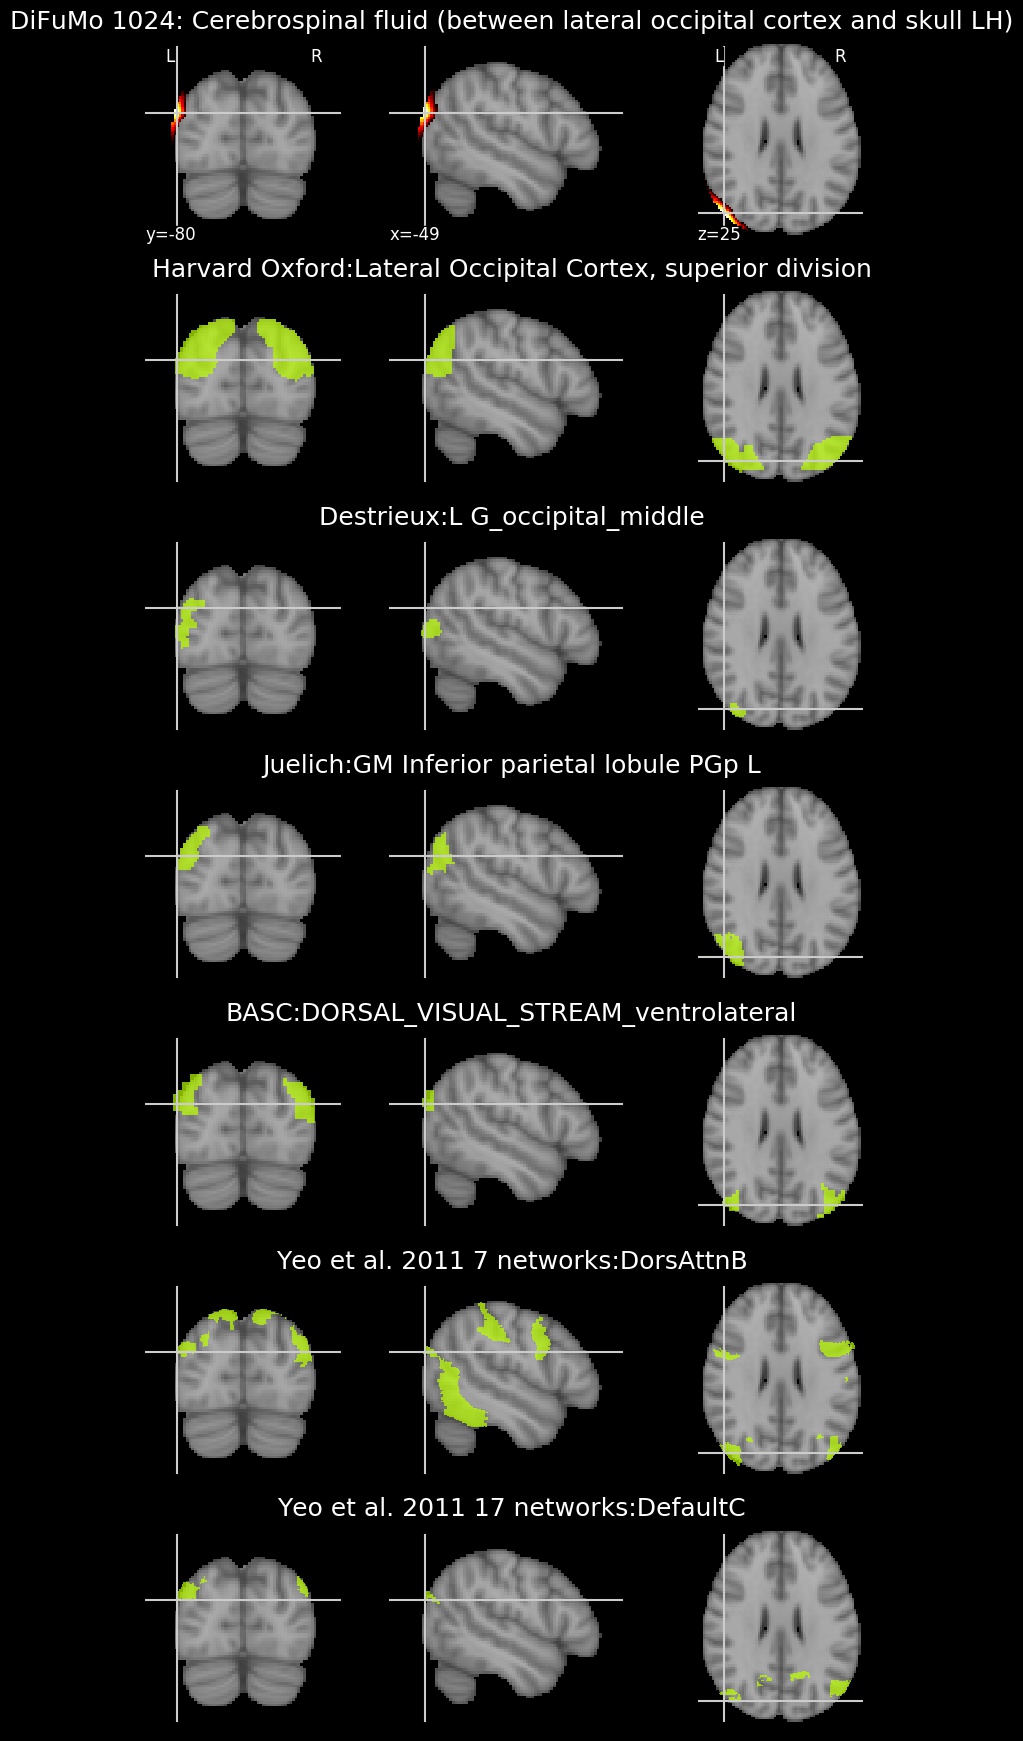 DiFuMo 1024: Cerebrospinal fluid (between lateral occipital cortex and skull LH)
L R L R
y=-80 x=-49 z=25
Harvard Oxford:Lateral Occipital Cortex, superior division
Destrieux:L G_occipital_middle
Juelich:GM Inferior parietal lobule PGp L
BASC:DORSAL_VISUAL_STREAM_ventrolateral
Yeo et al. 2011 7 networks:DorsAttnB
Yeo et al. 2011 17 networks:DefaultC